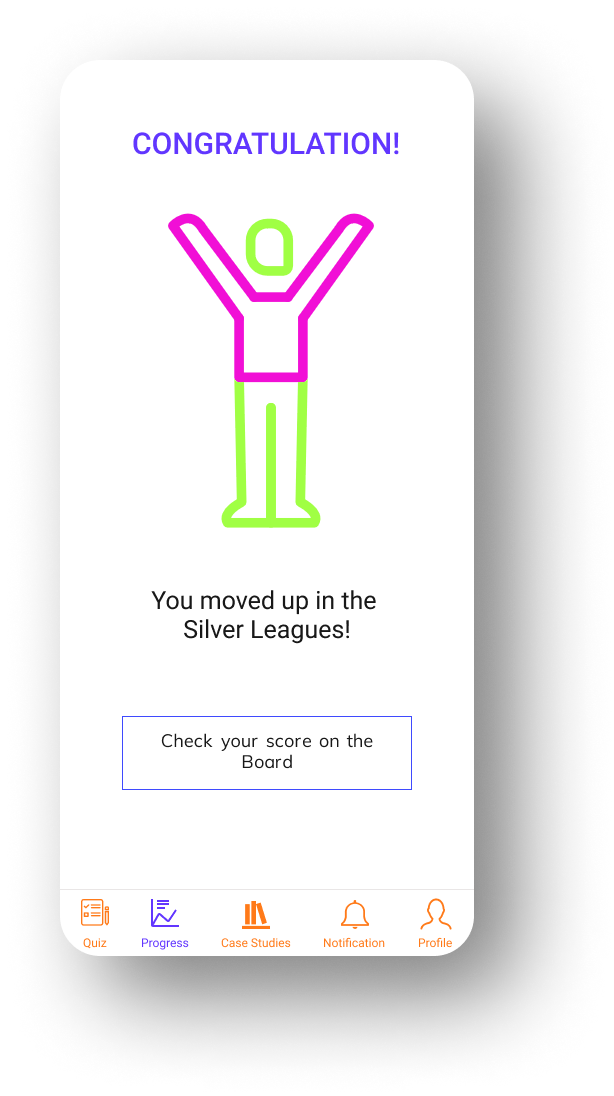 CONGRATULATION!
You moved up in the
Silver Leagues!
Check your score on the
Board
Quiz
Progress
Case Studies
Notification
Profile